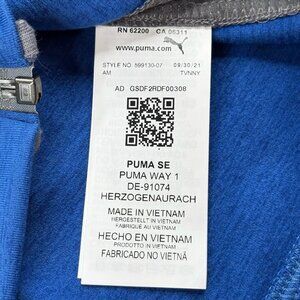 RN 62200 CA 06311
www.puma.com
STYLE NO. 599130-07 09/30/21
AM TVNNY
AD GSDF2RDF00308
PUMA SE
PUMA WAY 1
DE-91074
HERZOGENAURACH
MADE IN VIETNAM
HERGESTELLT IN VIETNAM
FABRIQUÉ AU VIETNAM
HECHO EN VIETNAM
PRODOTTO IN VIETNAM
FABRICADO NO VIETNÃ